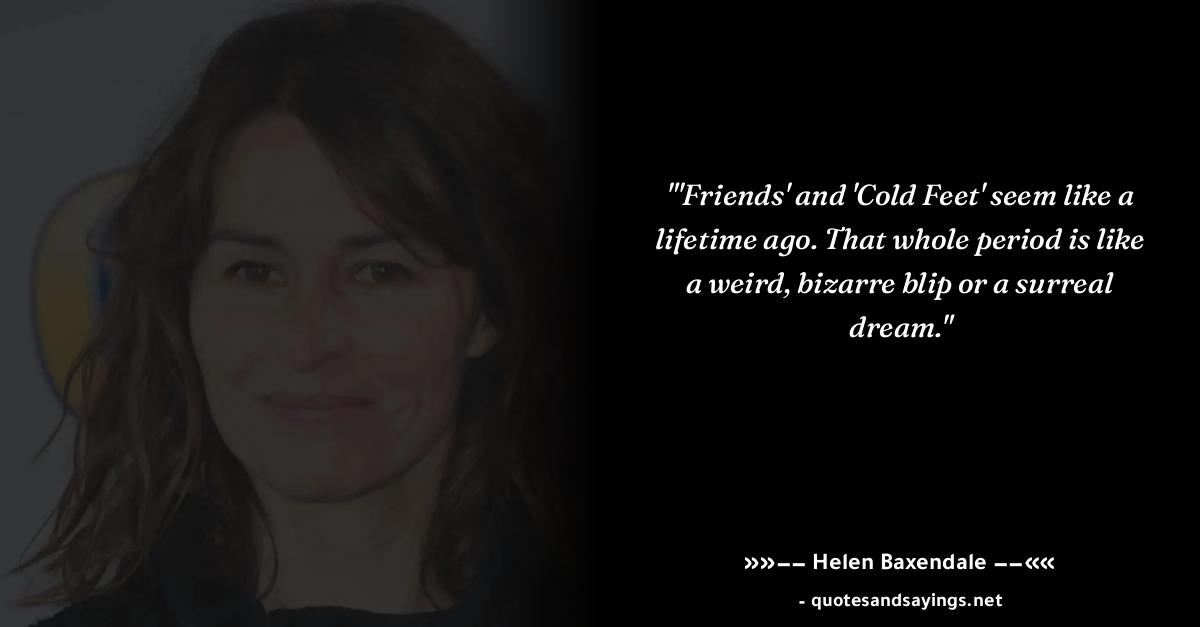 "'Friends' and 'Cold Feet' seem like a
lifetime ago. That whole period is like
a weird, bizarre blip or a surreal
dream."
»»−− Helen Baxendale −−««
- quotesandsayings.net